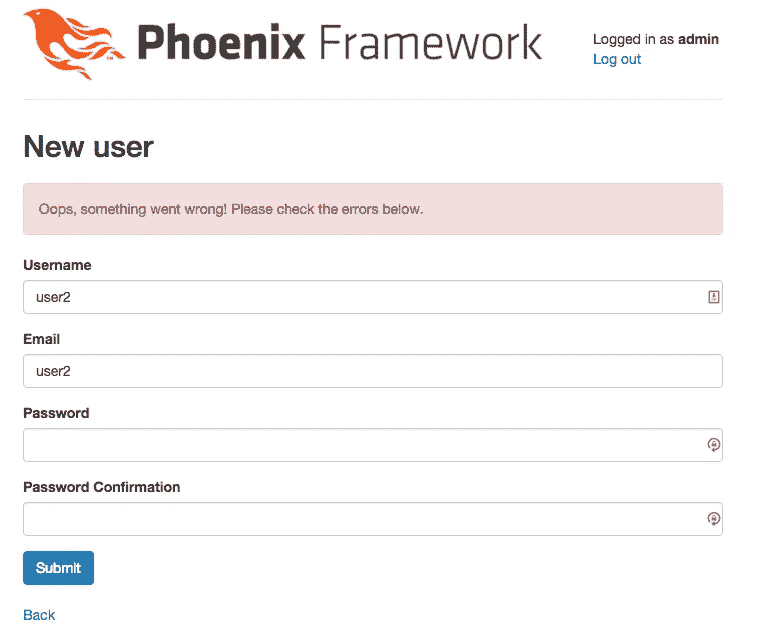 Phoenix Framework
Logged in as admin
Log out
New user
Oops, something went wrong! Please check the errors below.
Username
user2
Email
user2
Password
Password Confirmation
Submit
Back